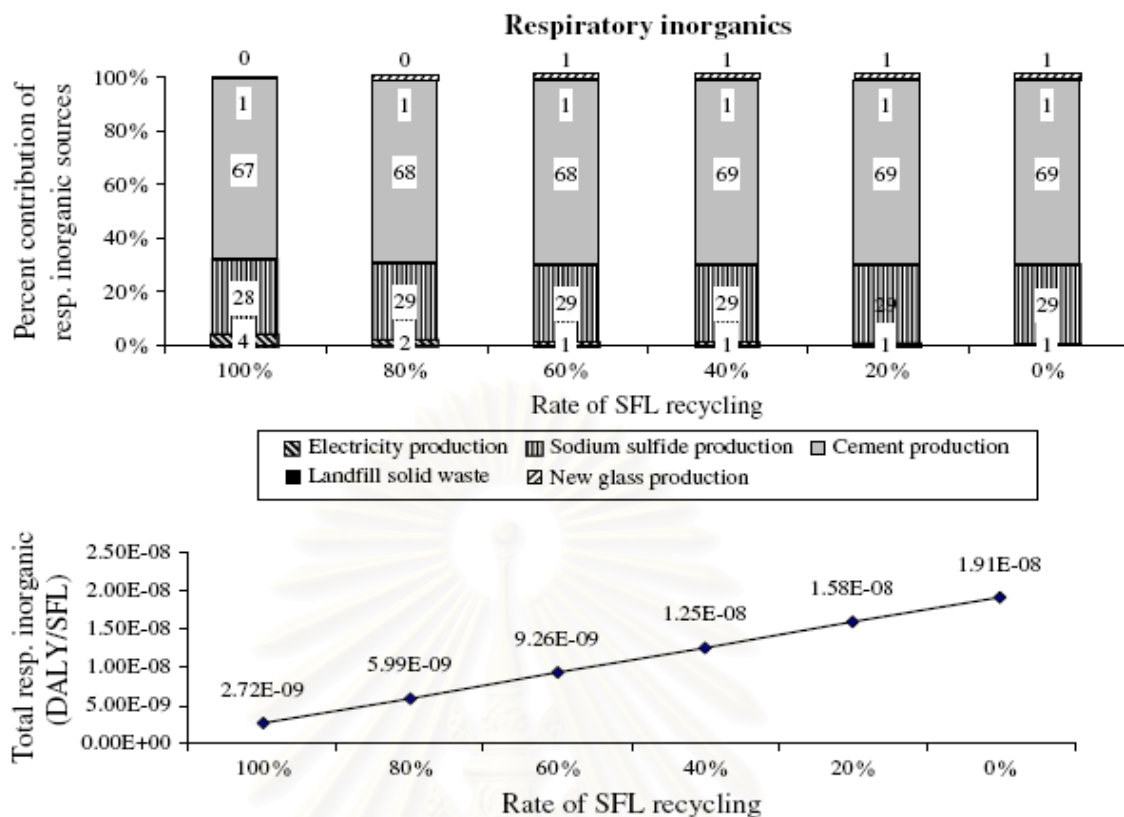 Respiratory inorganics
Percent contribution of
resp. inorganic sources
0 0 1 1 1 1
100%
80%
60%
40%
20%
0%
1 1 1 1 1 1
67 68 68 69 69 69
28 29 29 29 29 29
4 2 1 1 1 1
100% 80% 60% 40% 20% 0%
Rate of SFL recycling
Electricity production Sodium sulfide production Cement production
Landfill solid waste New glass production
Total resp. inorganic
(DALY/SFL)
2.50E-08
2.00E-08
1.50E-08
1.00E-08
5.00E-09
0.00E+00
2.72E-09 5.99E-09 9.26E-09 1.25E-08 1.58E-08 1.91E-08
100% 80% 60% 40% 20% 0%
Rate of SFL recycling